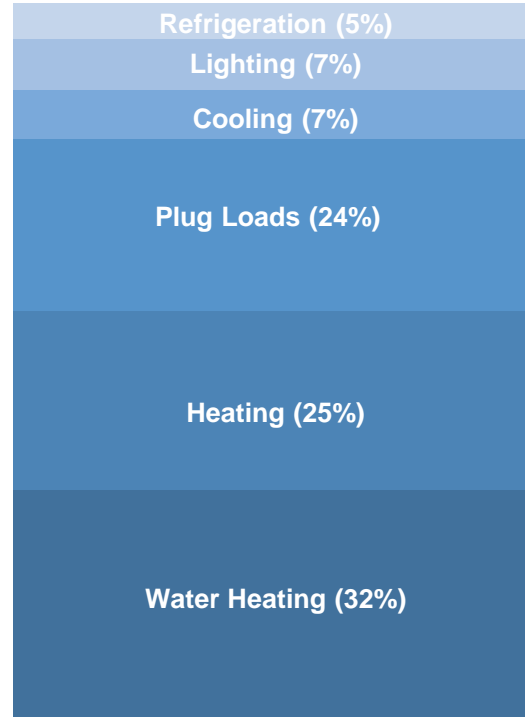 Refrigeration (5%)
Lighting (7%)
Cooling (7%)
Plug Loads (24%)
Heating (25%)
Water Heating (32%)